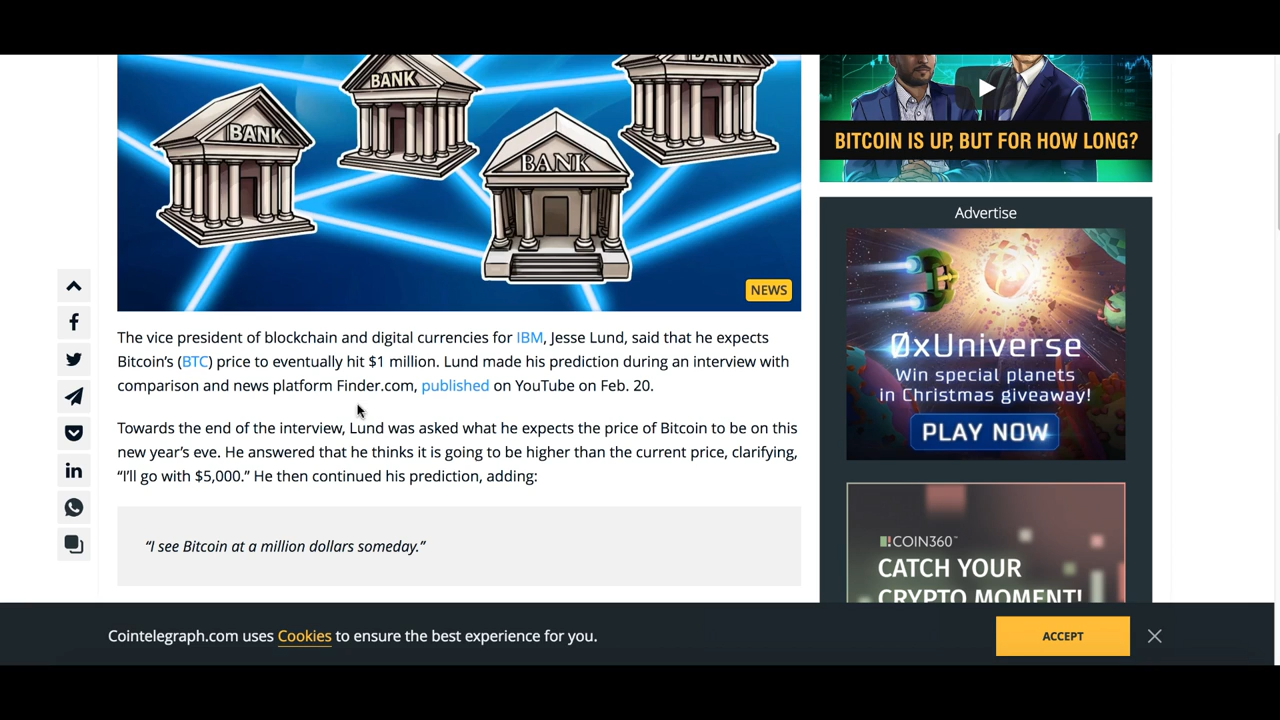 BANK
BANK
BANK
BANK
NEWS
The vice president of blockchain and digital currencies for IBM, Jesse Lund, said that he expects
Bitcoin's (BTC) price to eventually hit $1 million. Lund made his prediction during an interview with
comparison and news platform Finder.com, published on YouTube on Feb. 20.
Towards the end of the interview, Lund was asked what he expects the price of Bitcoin to be on this
new year's eve. He answered that he thinks it is going to be higher than the current price, clarifying,
“I'll go with $5,000.” He then continued his prediction, adding:
“I see Bitcoin at a million dollars someday.”
BITCOIN IS UP, BUT FOR HOW LONG?
Advertise
0xUniverse
Win special planets
in Christmas giveaway!
PLAY NOW
COIN360™
CATCH YOUR
CRYPTO MOMENT!
Cointelegraph.com uses Cookies to ensure the best experience for you.
ACCEPT